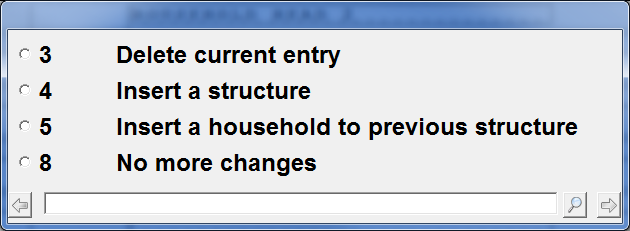 3 Delete current entry
4 Insert a structure
5 Insert a household to previous structure
8 No more changes